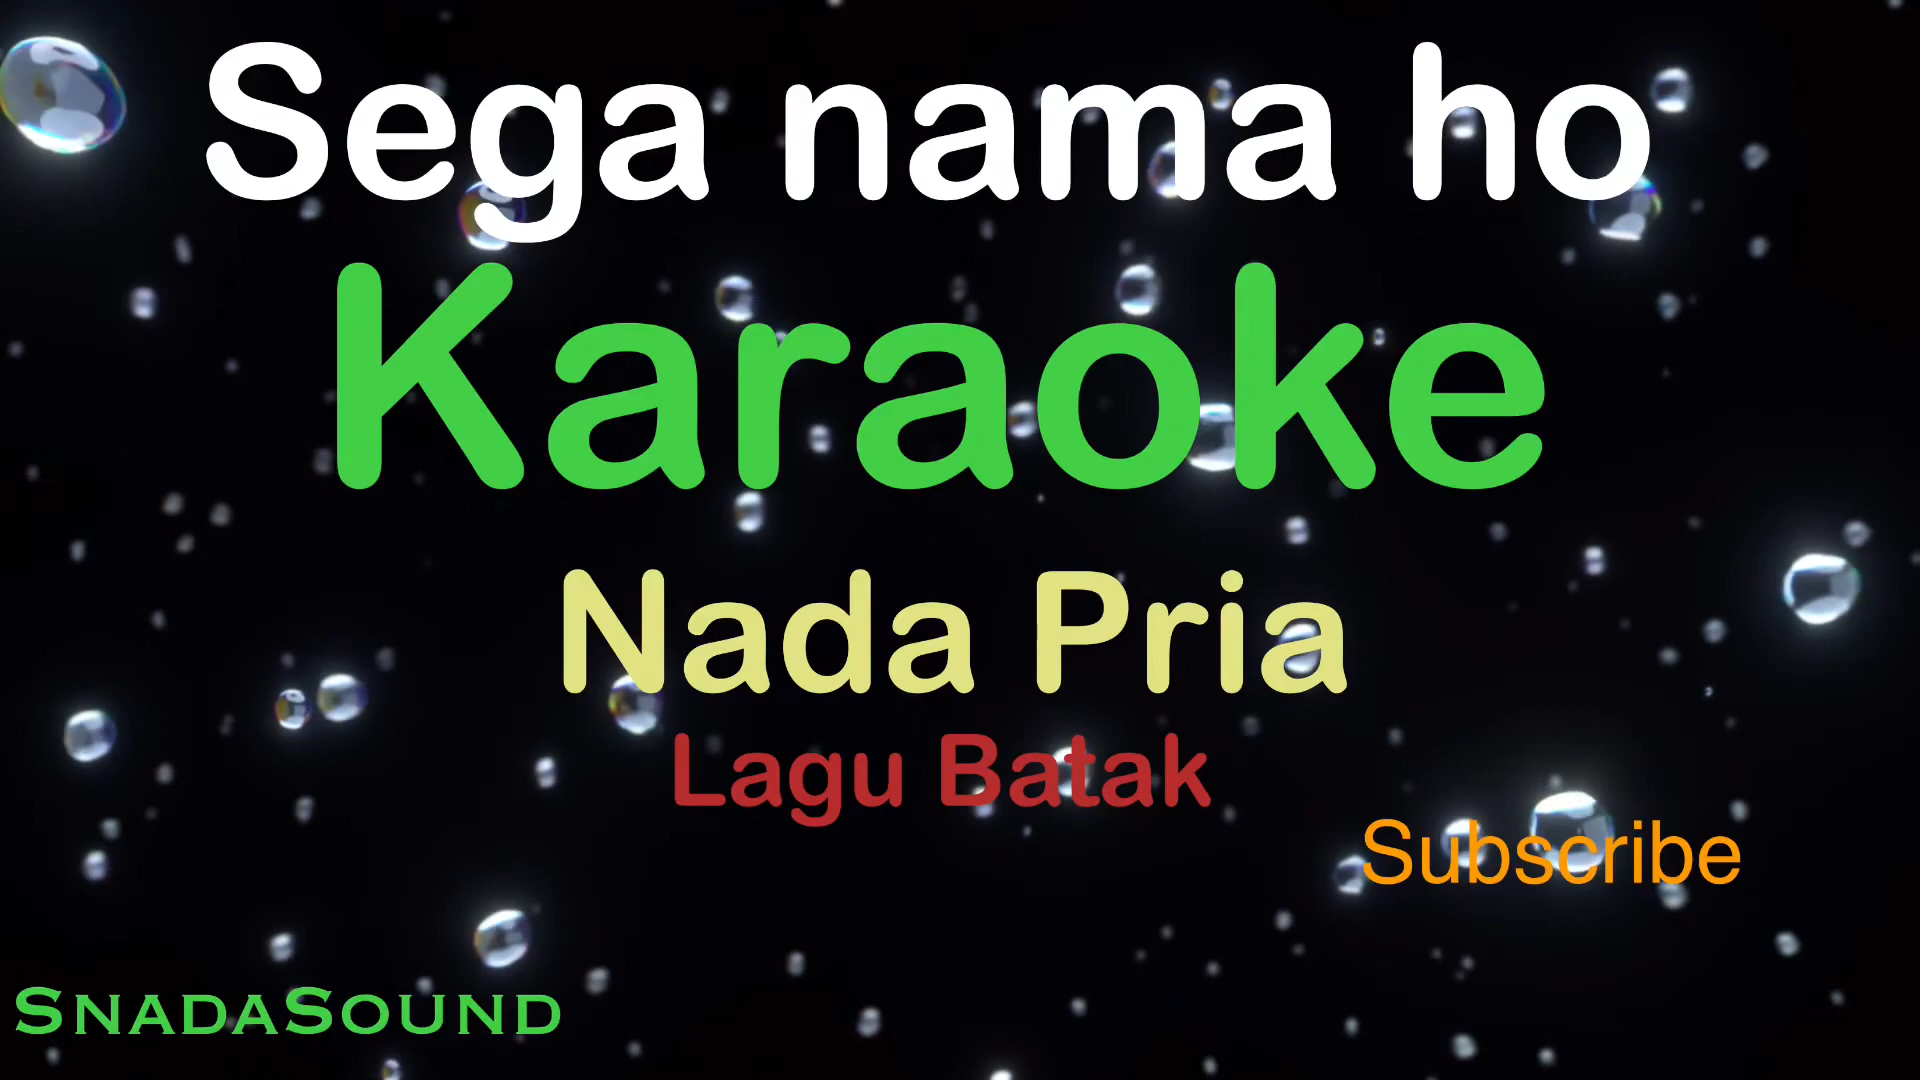 Sega nama ho
Karaoke
Nada Pria
Lagu Batak
Subscribe
SNADASOUND